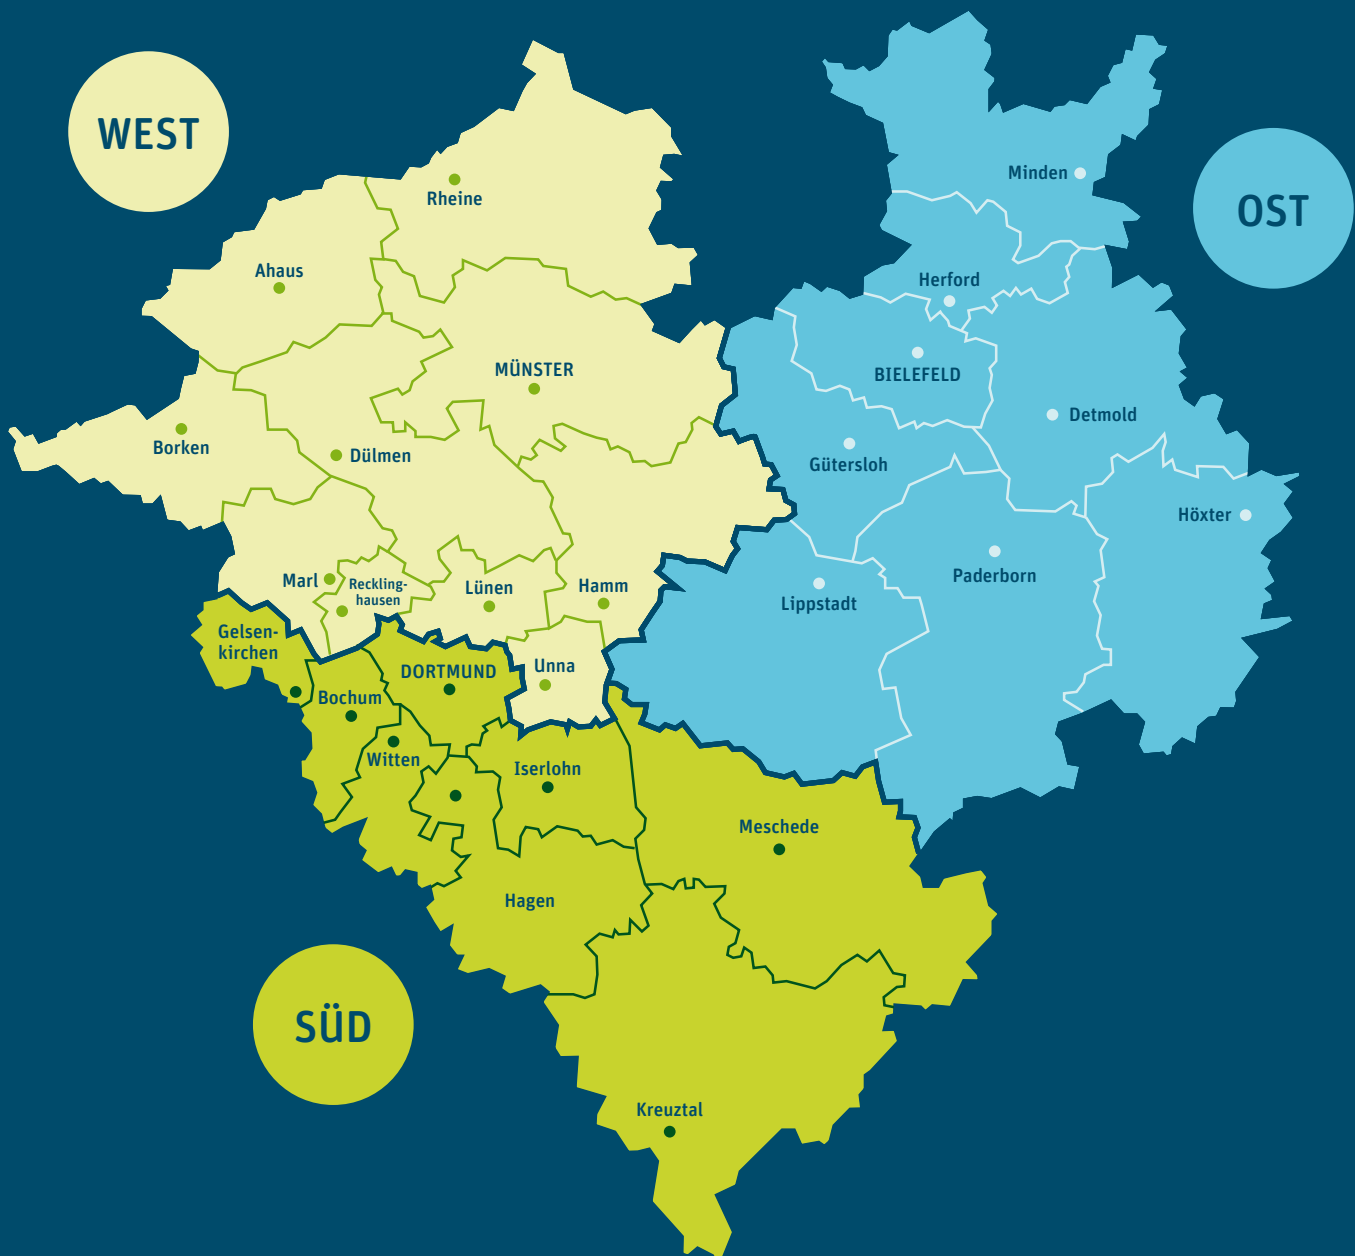 WEST
OST
Minden
Rheine
Ahaus
Herford
MÜNSTER
BIELEFELD
Detmold
Borken
Dülmen
Gütersloh
Höxter
Marl
Reckling-
hausen
Lünen
Hamm
Paderborn
Lippstadt
Gelsen-
kirchen
DORTMUND
Unna
Bochum
Witten
Iserlohn
Meschede
Hagen
SÜD
Kreuztal